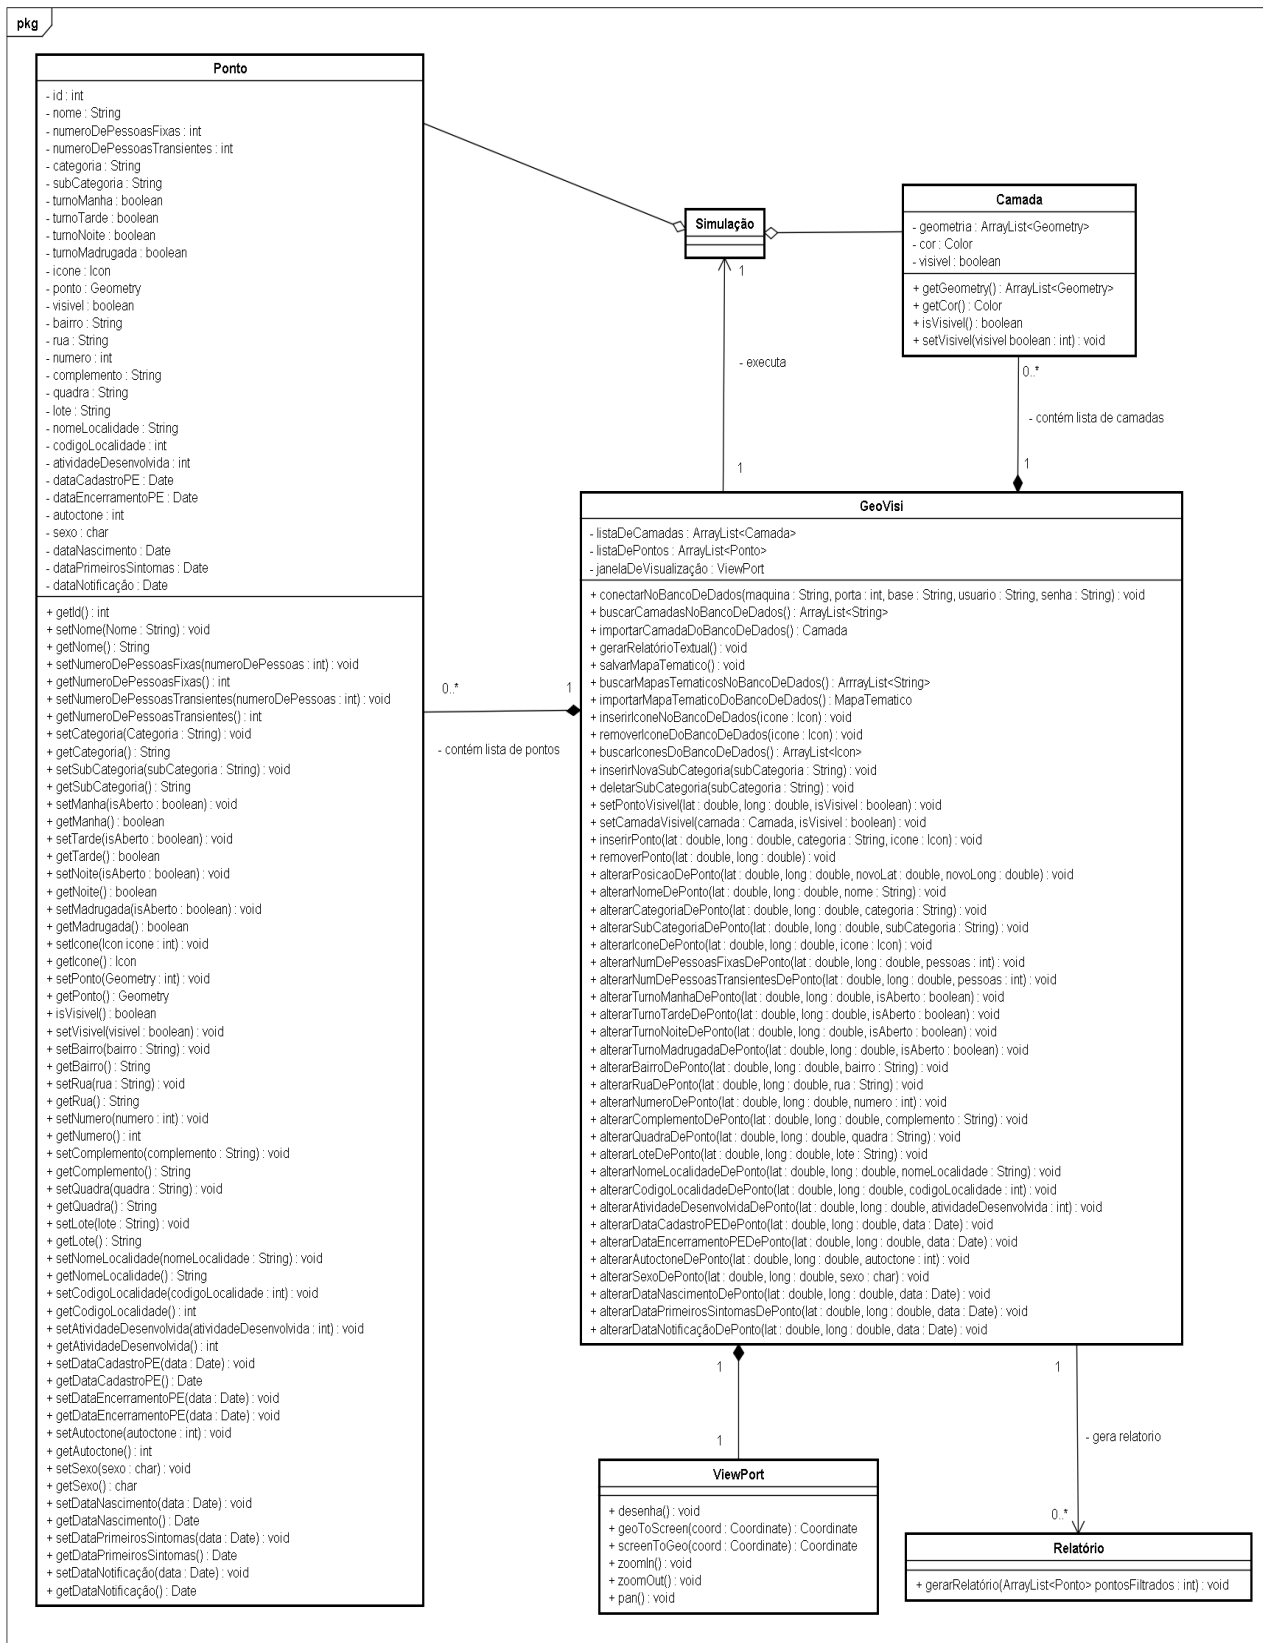 pkg
Ponto
- id : int
- nome : String
- numeroDePessoasFixas : int
- numeroDePessoasTransientes : int
- categoria : String
- subCategoria : String
- turnoManha : boolean
- turnoTarde : boolean
- turnoNoite : boolean
- turnoMadrugada : boolean
- icone : Icon
- ponto : Geometry
- visivel : boolean
- bairro : String
- rua : String
- numero : int
- complemento : String
- quadra : String
- lote : String
- nomeLocalidade : String
- codigoLocalidade : int
- atividadeDesenvolvida : int
- dataCadastroPE : Date
- dataEncerramentoPE : Date
- autoctone : int
- sexo : char
- dataNascimento : Date
- dataPrimeirosSintomas : Date
- dataNotificação : Date
+ getId() : int
+ setNome(Nome : String) : void
+ getNome() : String
+ setNumeroDePessoasFixas(numeroDePessoas : int) : void
+ getNumeroDePessoasFixas() : int
+ setNumeroDePessoasTransientes(numeroDePessoas : int) : void
+ getNumeroDePessoasTransientes() : int
+ setCategoria(Categoria : String) : void
+ getCategoria() : String
+ setSubCategoria(subCategoria : String) : void
+ getSubCategoria() : String
+ setManha(isAberto : boolean) : void
+ getManha() : boolean
+ setTarde(isAberto : boolean) : void
+ getTarde() : boolean
+ setNoite(isAberto : boolean) : void
+ getNoite() : boolean
+ setMadrugada(isAberto : boolean) : void
+ getMadrugada() : boolean
+ setIcone(Icon icone : int) : void
+ getIcone() : Icon
+ setPonto(Geometry : int) : void
+ getPonto() : Geometry
+ isVisivel() : boolean
+ setVisivel(visivel : boolean) : void
+ setBairro(bairro : String) : void
+ getBairro() : String
+ setRua(rua : String) : void
+ getRua() : String
+ setNumero(numero : int) : void
+ getNumero() : int
+ setComplemento(complemento : String) : void
+ getComplemento() : String
+ setQuadra(quadra : String) : void
+ getQuadra() : String
+ setLote(lote : String) : void
+ getLote() : String
+ setNomeLocalidade(nomeLocalidade : String) : void
+ getNomeLocalidade() : String
+ setCodigoLocalidade(codigoLocalidade : int) : void
+ getCodigoLocalidade() : int
+ setAtividadeDesenvolvida(atividadeDesenvolvida : int) : void
+ getAtividadeDesenvolvida() : int
+ setDataCadastroPE(data : Date) : void
+ getDataCadastroPE() : Date
+ setDataEncerramentoPE(data : Date) : void
+ getDataEncerramentoPE(data : Date) : void
+ setAutoctone(autoctone : int) : void
+ getAutoctone() : int
+ setSexo(sexo : char) : void
+ getSexo() : char
+ setDataNascimento(data : Date) : void
+ getDataNascimento() : Date
+ setDataPrimeirosSintomas(data : Date) : void
+ getDataPrimeirosSintomas() : Date
+ setDataNotificação(data : Date) : void
+ getDataNotificação() : Date
Simulação
1
- executa
1
Camada
- geometria : ArrayList<Geometry>
- cor : Color
- visivel : boolean
+ getGeometry() : ArrayList<Geometry>
+ getCor() : Color
+ isVisivel() : boolean
+ setVisivel(visivel boolean : int) : void
0..*
- contém lista de camadas
1
0..*
1
- contém lista de pontos
GeoVisi
- listaDeCamadas : ArrayList<Camada>
- listaDePontos : ArrayList<Ponto>
- janelaDeVisualização : ViewPort
+ conectarNoBancoDeDados(maquina : String, porta : int, base : String, usuario : String, senha : String) : void
+ buscarCamadasNoBancoDeDados() : ArrayList<String>
+ importarCamadaDoBancoDeDados() : Camada
+ gerarRelatórioTextual() : void
+ salvarMapaTematico() : void
+ buscarMapasTematicosNoBancoDeDados() : ArrrayList<String>
+ importarMapaTematicoDoBancoDeDados() : MapaTematico
+ inserirIconeNoBancoDeDados(icone : Icon) : void
+ removerIconeDoBancoDeDados(icone : Icon) : void
+ buscarIconesDoBancoDeDados() : ArrayList<Icon>
+ inserirNovaSubCategoria(subCategoria : String) : void
+ deletarSubCategoria(subCategoria : String) : void
+ setPontoVisivel(lat : double, long : double, isVisivel : boolean) : void
+ setCamadaVisivel(camada : Camada, isVisivel : boolean) : void
+ inserirPonto(lat : double, long : double, categoria : String, icone : Icon) : void
+ removerPonto(lat : double, long : double) : void
+ alterarPosicaoDePonto(lat : double, long : double, novoLat : double, novoLong : double) : void
+ alterarNomeDePonto(lat : double, long : double, nome : String) : void
+ alterarCategoriaDePonto(lat : double, long : double, categoria : String) : void
+ alterarSubCategoriaDePonto(lat : double, long : double, subCategoria : String) : void
+ alterarIconeDePonto(lat : double, long : double, icone : Icon) : void
+ alterarNumDePessoasFixasDePonto(lat : double, long : double, pessoas : int) : void
+ alterarNumDePessoasTransientesDePonto(lat : double, long : double, pessoas : int) : void
+ alterarTurnoManhaDePonto(lat : double, long : double, isAberto : boolean) : void
+ alterarTurnoTardeDePonto(lat : double, long : double, isAberto : boolean) : void
+ alterarTurnoNoiteDePonto(lat : double, long : double, isAberto : boolean) : void
+ alterarTurnoMadrugadaDePonto(lat : double, long : double, isAberto : boolean) : void
+ alterarBairroDePonto(lat : double, long : double, bairro : String) : void
+ alterarRuaDePonto(lat : double, long : double, rua : String) : void
+ alterarNumeroDePonto(lat : double, long : double, numero : int) : void
+ alterarComplementoDePonto(lat : double, long : double, complemento : String) : void
+ alterarQuadraDePonto(lat : double, long : double, quadra : String) : void
+ alterarLoteDePonto(lat : double, long : double, lote : String) : void
+ alterarNomeLocalidadeDePonto(lat : double, long : double, nomeLocalidade : String) : void
+ alterarCodigoLocalidadeDePonto(lat : double, long : double, codigoLocalidade : int) : void
+ alterarAtividadeDesenvolvidaDePonto(lat : double, long : double, atividadeDesenvolvida : int) : void
+ alterarDataCadastroPEDePonto(lat : double, long : double, data : Date) : void
+ alterarDataEncerramentoPEDePonto(lat : double, long : double, data : Date) : void
+ alterarAutoctoneDePonto(lat : double, long : double, autoctone : int) : void
+ alterarSexoDePonto(lat : double, long : double, sexo : char) : void
+ alterarDataNascimentoDePonto(lat : double, long : double, data : Date) : void
+ alterarDataPrimeirosSintomasDePonto(lat : double, long : double, data : Date) : void
+ alterarDataNotificaçãoDePonto(lat : double, long : double, data : Date) : void
1
1
ViewPort
+ desenha() : void
+ geoToScreen(coord : Coordinate) : Coordinate
+ screenToGeo(coord : Coordinate) : Coordinate
+ zoomIn() : void
+ zoomOut() : void
+ pan() : void
1
- gera relatorio
0..*
Relatório
+ gerarRelatório(ArrayList<Ponto> pontosFiltrados : int) : void